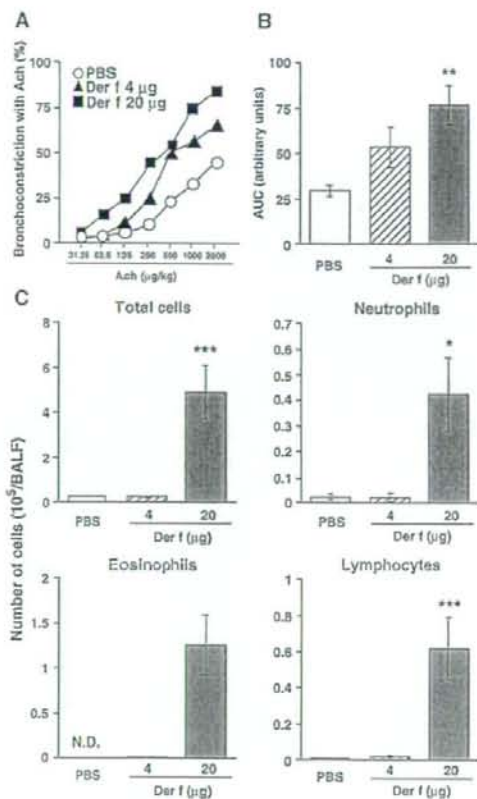 A
Bronchoconstriction with Ach (%)
100
75
50
25
0
PBS
Der f 4 μg
Der f 20 μg
31.25 62.5 125 250 500 1000 2000
Ach (μg/kg)
B
AUC (arbitrary units)
100
75
50
25
0
**
PBS 4 20
Der f (μg)
C
Number of cells (10⁵/BALF)
Total cells
8
6
4
2
0
***
PBS 4 20
Der f (μg)
Neutrophils
0.7
0.6
0.5
0.4
0.3
0.2
0.1
0
*
PBS 4 20
Der f (μg)
Eosinophils
2
1.5
1
0.5
0
N.D.
PBS 4 20
Der f (μg)
Lymphocytes
1
0.8
0.6
0.4
0.2
0
***
PBS 4 20
Der f (μg)